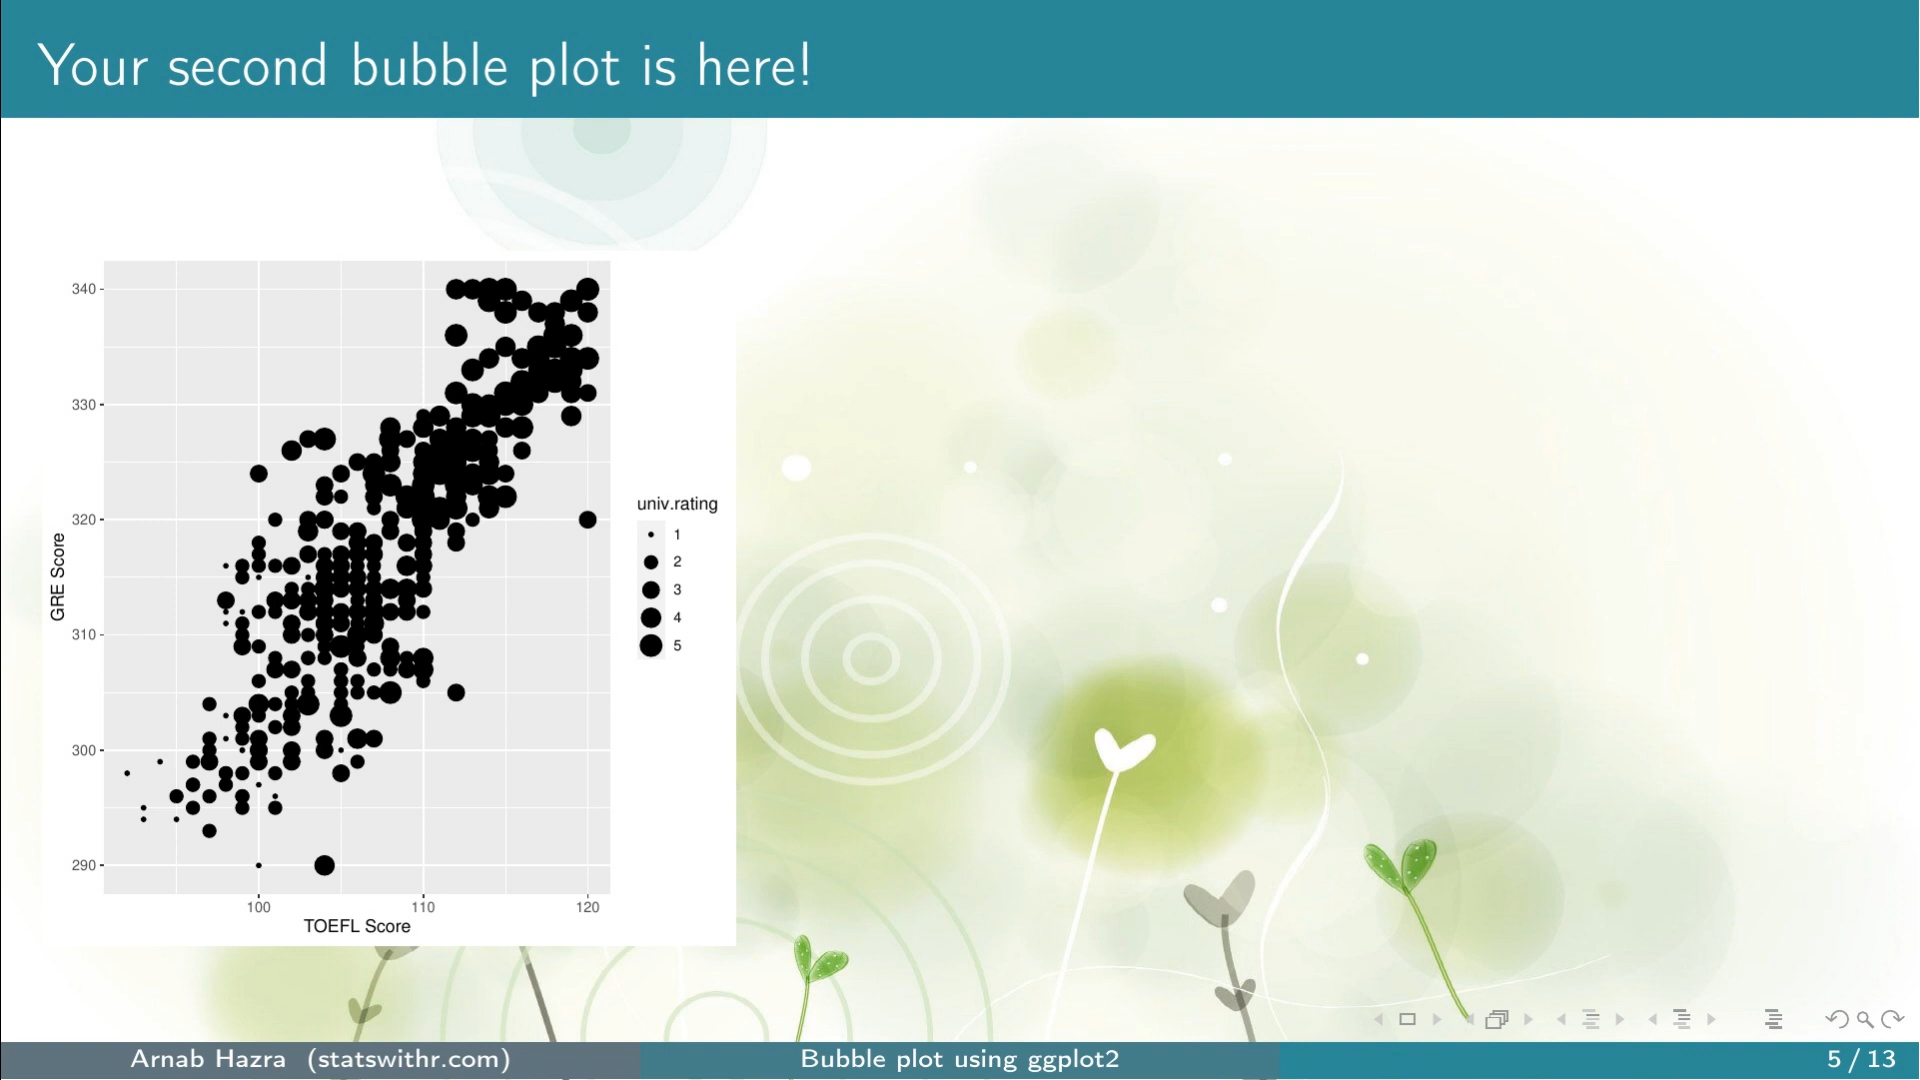 Your second bubble plot is here!
340
330
320
310
300
290
GRE Score
100 110 120
TOEFL Score
univ.rating
1
2
3
4
5
Arnab Hazra (statswithr.com) Bubble plot using ggplot2 5 / 13